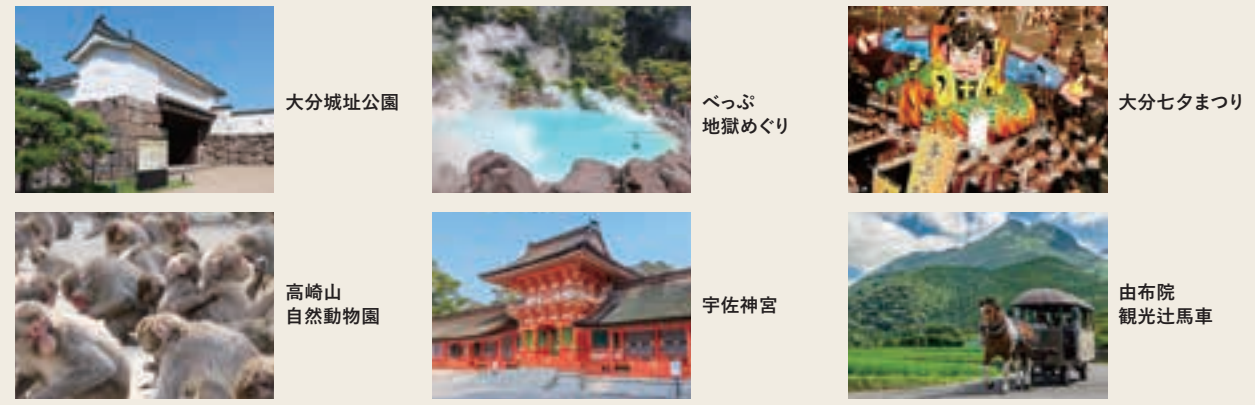 大分城址公園
べっぷ
地獄めぐり
大分七夕まつり
高崎山
自然動物園
宇佐神宮
由布院
観光辻馬車